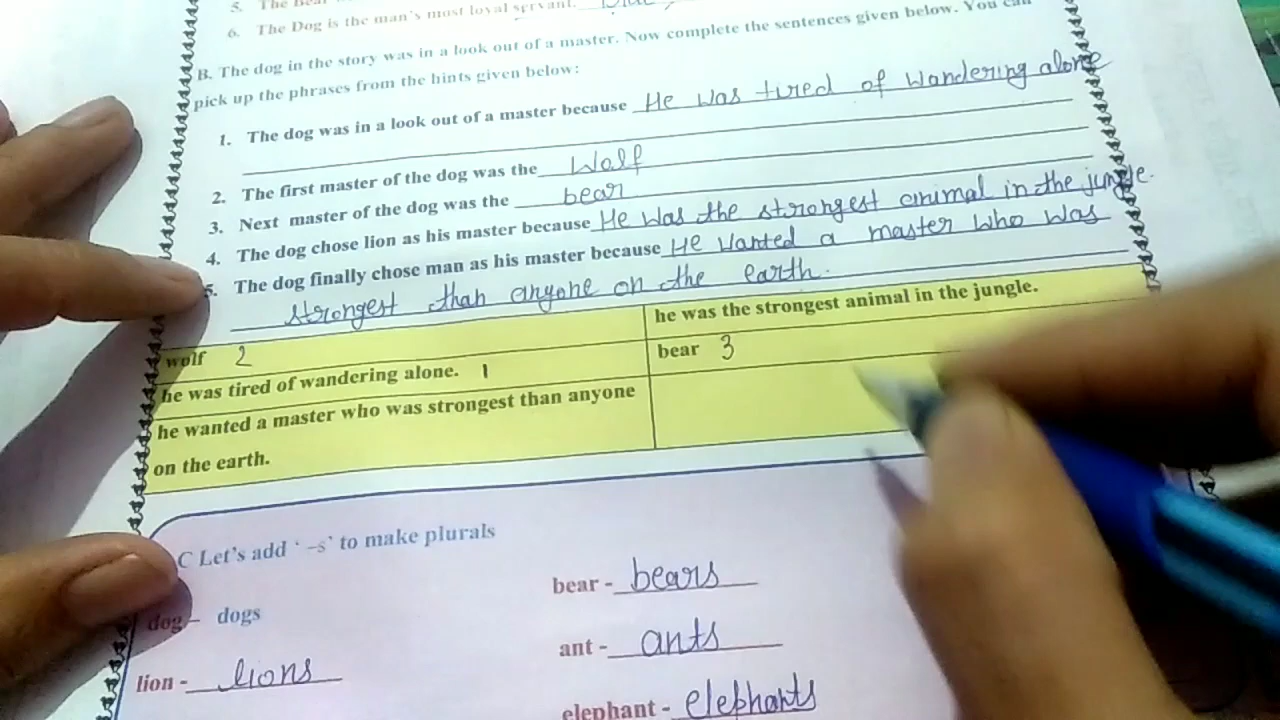 5. The Bear
6. The Dog is the man's most loyal servant.
B. The dog in the story was in a look out of a master. Now complete the sentences given below. You can
pick up the phrases from the hints given below:
1. The dog was in a look out of a master because He was tired of wandering alone
2. The first master of the dog was the Wolf
3. Next master of the dog was the bear
4. The dog chose lion as his master because He was the strongest animal in the jungle.
5. The dog finally chose man as his master because He wanted a master who was
strongest than anyone on the earth.
wolf 2
he was the strongest animal in the jungle.
he was tired of wandering alone. 1
bear 3
he wanted a master who was strongest than anyone
on the earth.
C Let's add ' –s' to make plurals
dog – dogs
bear - bears
lion - lions
ant - ants
elephant - elephants